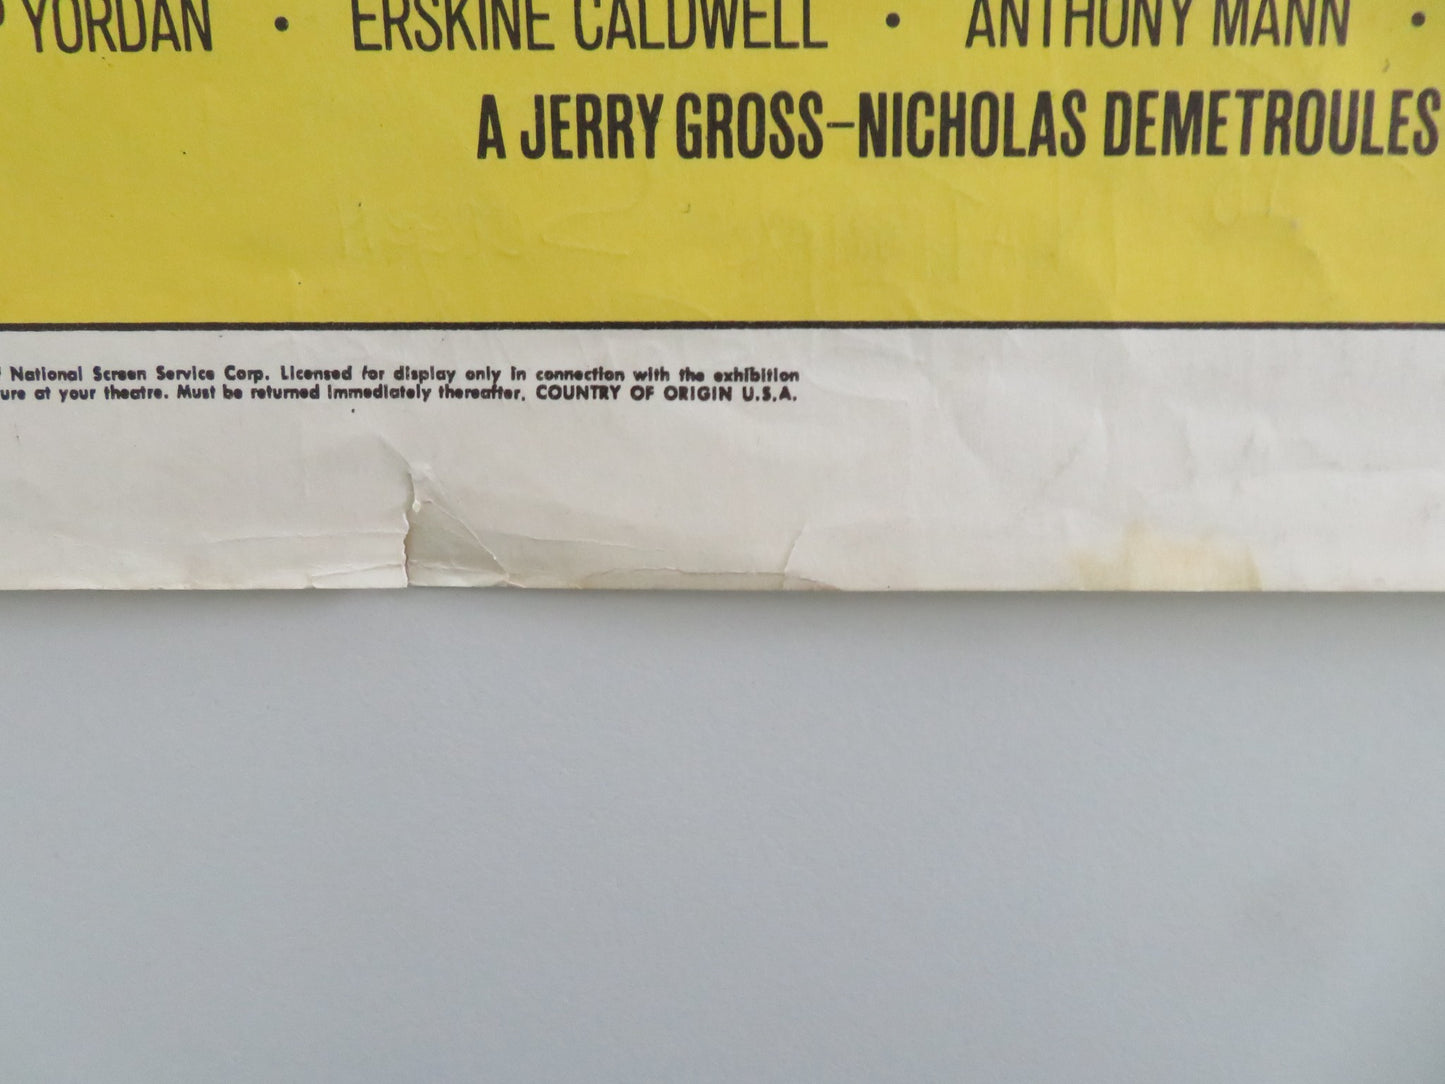 P YORDAN • ERSKINE CALDWELL • ANTHONY MANN •
A JERRY GROSS–NICHOLAS DEMETROULES
National Screen Service Corp. Licensed for display only in connection with the exhibition
ure at your theatre. Must be returned immediately thereafter. COUNTRY OF ORIGIN U.S.A.